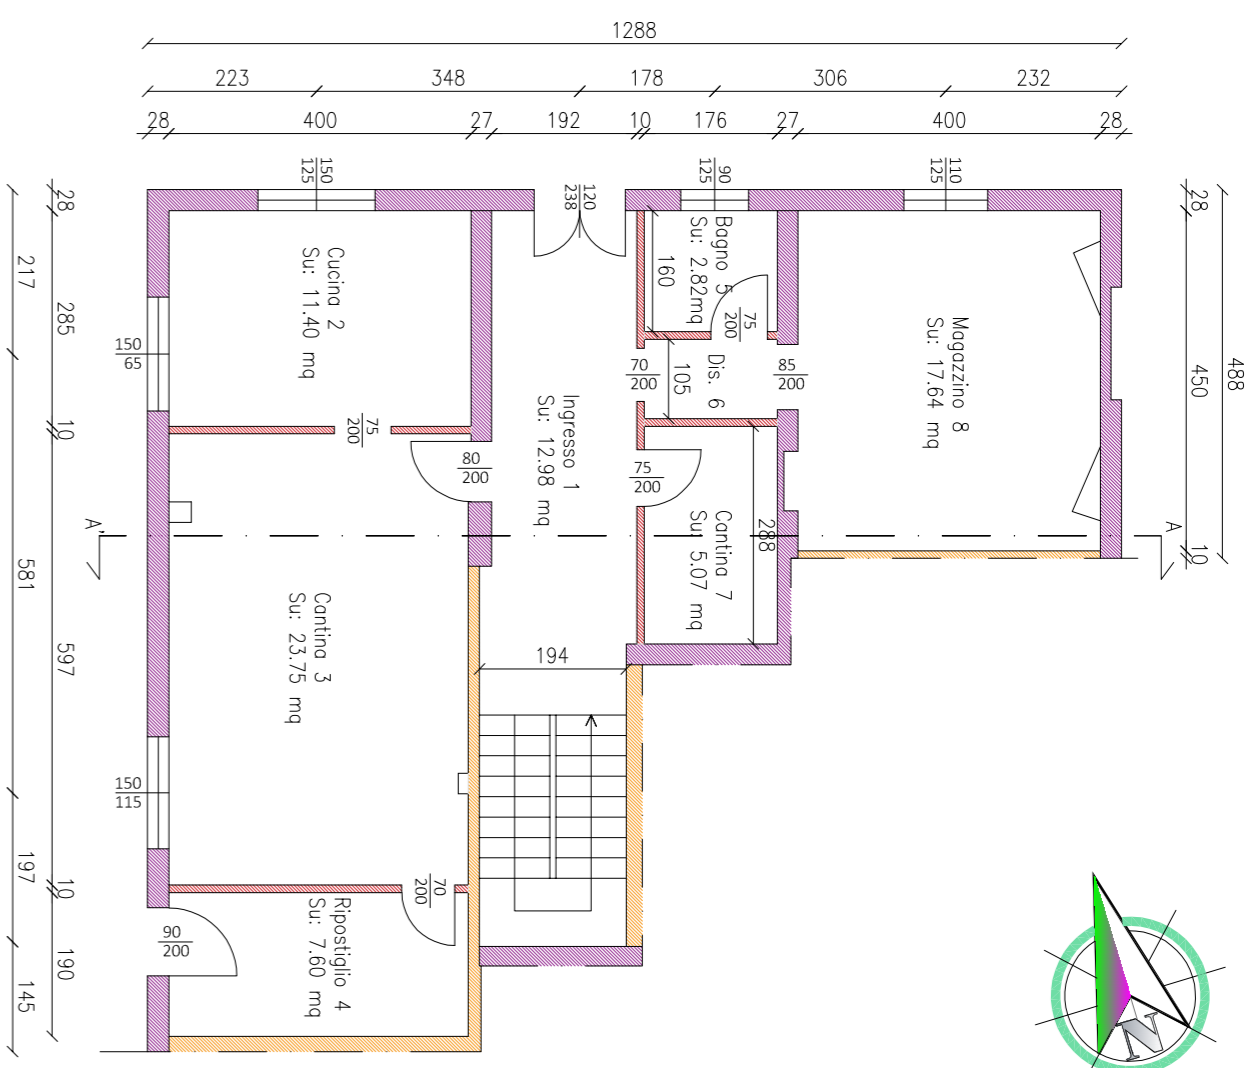 1288
223 348 178 306 232
28 400 27 192 10 176 27 400 28
150
125
120
238
90
125
110
125
28
217
285
150
65
10
581
597
150
115
197
10
190
145
28
488
450
10
Cucina 2
Su: 11.40 mq
Bagno 5
Su: 2.82mq
160
75
200
Dis. 6
105
70
200
85
200
Magazzino 8
Su: 17.64 mq
Ingresso 1
Su: 12.98 mq
75
200
80
200
75
200
Cantina 7
Su: 5.07 mq
288
A'
A
Cantina 3
Su: 23.75 mq
194
70
200
Ripostiglio 4
Su: 7.60 mq
90
200
N